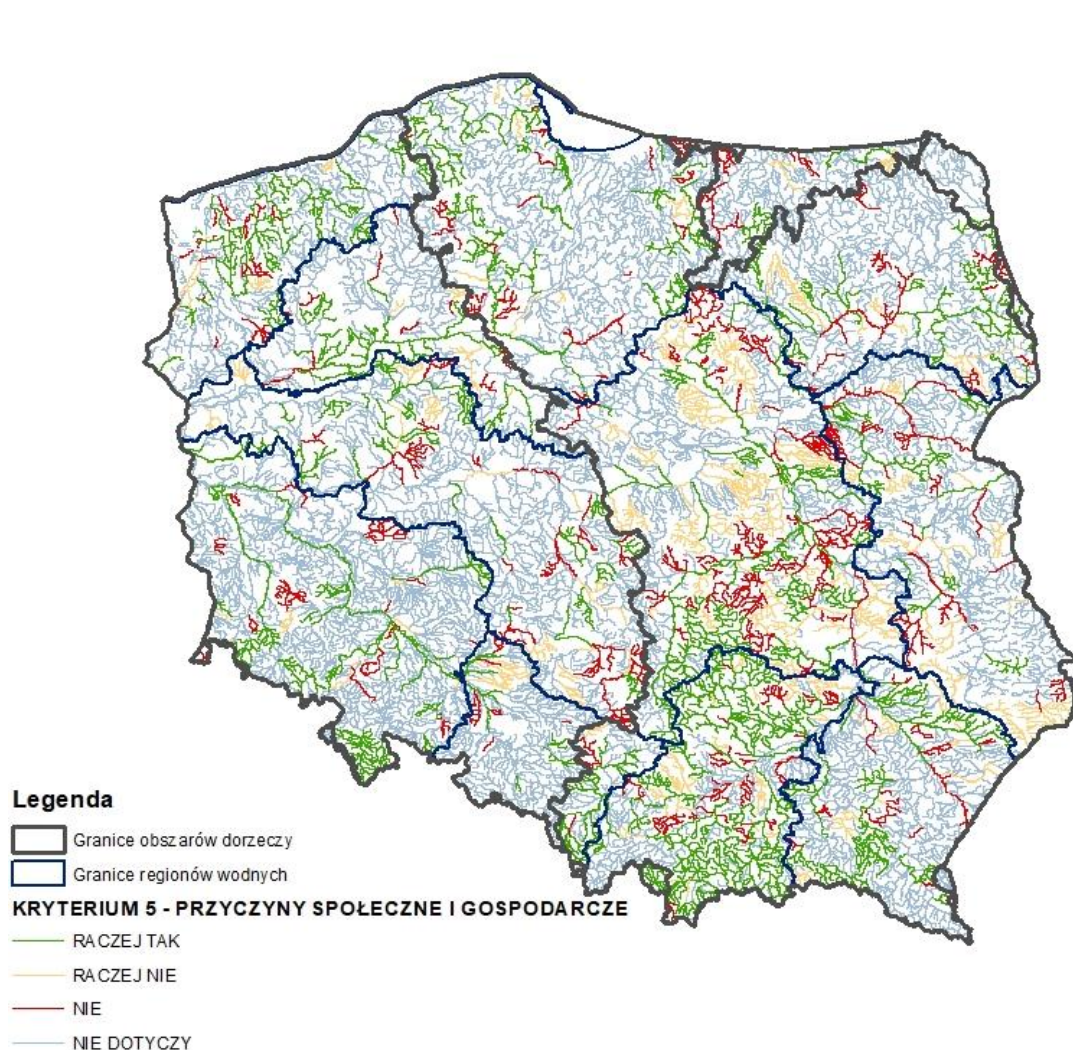 Legenda
Granice obszarów dorzeczy
Granice regionów wodnych
KRYTERIUM 5 - PRZYCZYNY SPOŁECZNE I GOSPODARCZE
RACZEJ TAK
RACZEJ NIE
NIE
NIE DOTYCZY